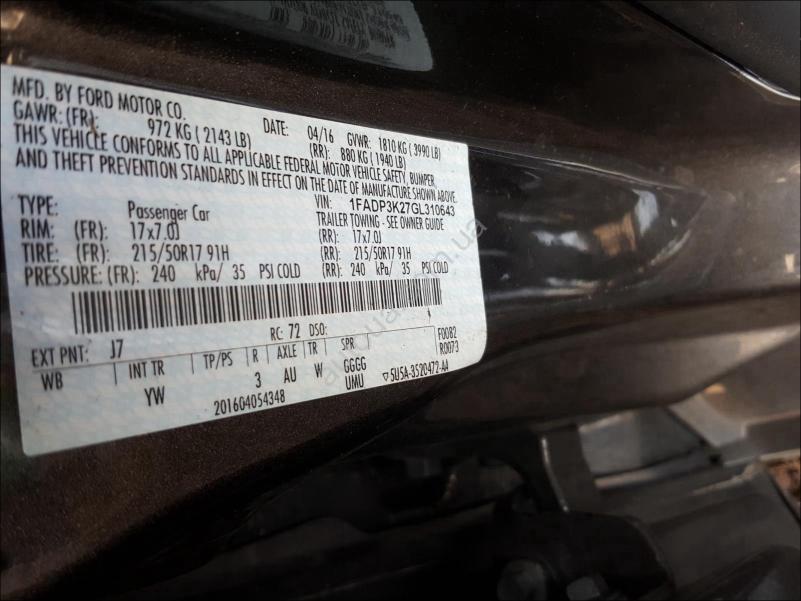 MFD. BY FORD MOTOR CO.
DATE: 04/16 GVWR: 1810 KG ( 3990 LB)
GAWR: (FR): 972 KG ( 2143 LB) (RR): 880 KG ( 1940 LB)
THIS VEHICLE CONFORMS TO ALL APPLICABLE FEDERAL MOTOR VEHICLE SAFETY, BUMPER
AND THEFT PREVENTION STANDARDS IN EFFECT ON THE DATE OF MANUFACTURE SHOWN ABOVE.
VIN: 1FADP3K27GL310643
TYPE: Passenger Car TRAILER TOWING - SEE OWNER GUIDE
RIM: (FR): 17x7.0J (RR): 17x7.0J
TIRE: (FR): 215/50R17 91H (RR): 215/50R17 91H
PRESSURE: (FR): 240 kPa/ 35 PSI COLD (RR): 240 kPa/ 35 PSI COLD
EXT PNT: J7 RC: 72 DSO: F0082
R0073
WB INT TR TP/PS R AXLE TR SPR
YW 3 AU W GGGG
UMU ▽5U5A-3520472-AA
201604054348